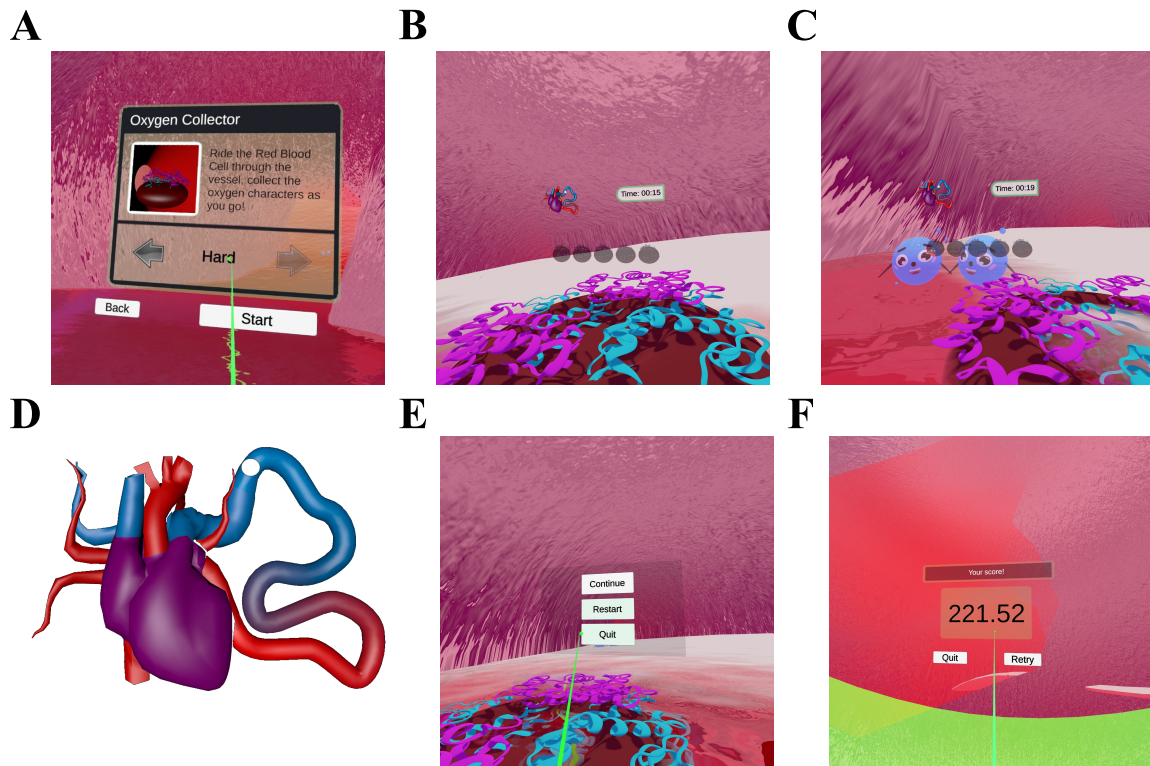 A
B
C
Oxygen Collector
Ride the Red Blood
Cell through the
vessel, collect the
oxygen characters as
you go!
Hard
Back
Start
Time: 00:15
Time: 00:19
D
E
F
Continue
Restart
Quit
Your score!
221.52
Quit
Retry